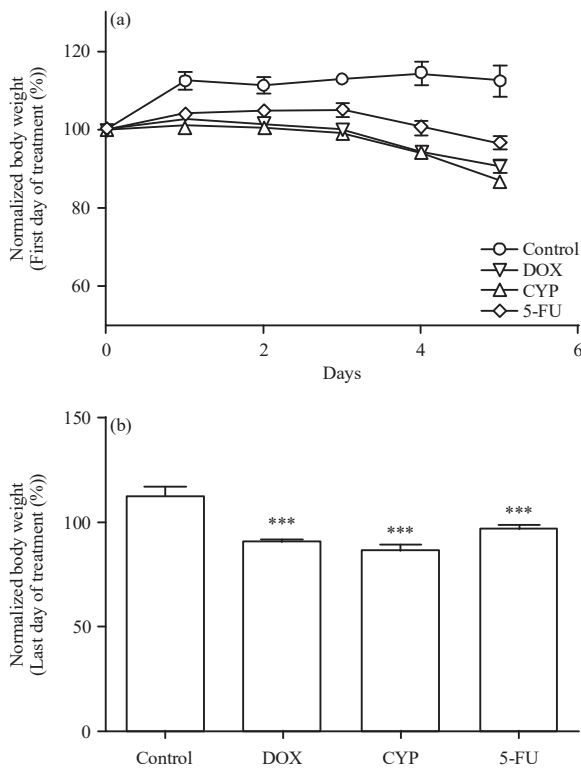 (a)
Normalized body weight
(First day of treatment (%))
120
100
80
60
0
2
4
6
Days
Control
DOX
CYP
5-FU
(b)
Normalized body weight
(Last day of treatment (%))
150
100
50
0
***
***
***
Control
DOX
CYP
5-FU